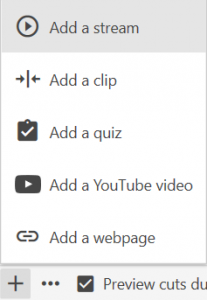 Add a stream
Add a clip
Add a quiz
Add a YouTube video
Add a webpage
Preview cuts du